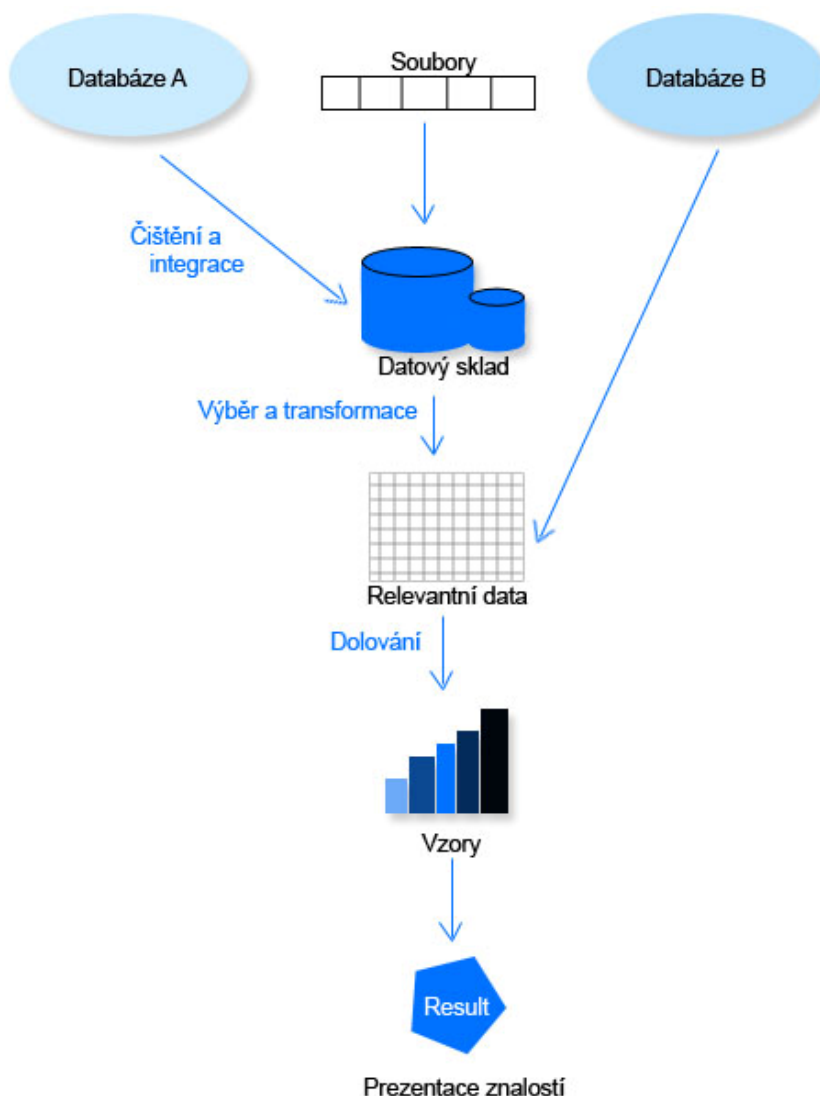 Databáze A
Soubory
Databáze B
Čištění a
integrace
Datový sklad
Výběr a transformace
Relevantní data
Dolování
Vzory
Result
Prezentace znalostí